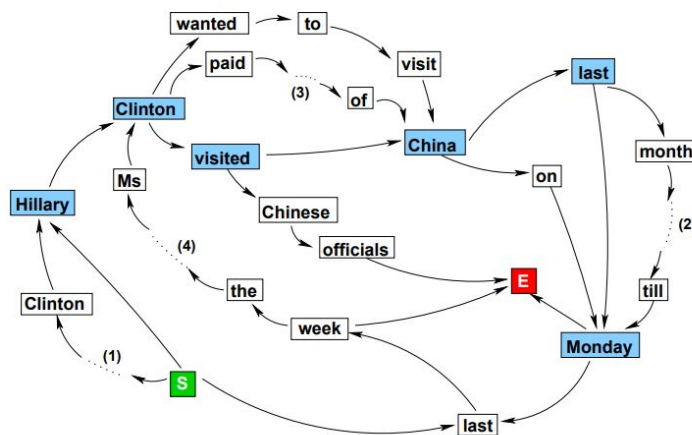 wanted
to
paid
visit
(3)
last
of
Clinton
China
month
visited
Ms
on
Hillary
Chinese
(2
officials
(4)
E
the
till
Clinton
week
Monday
(1)
S
last